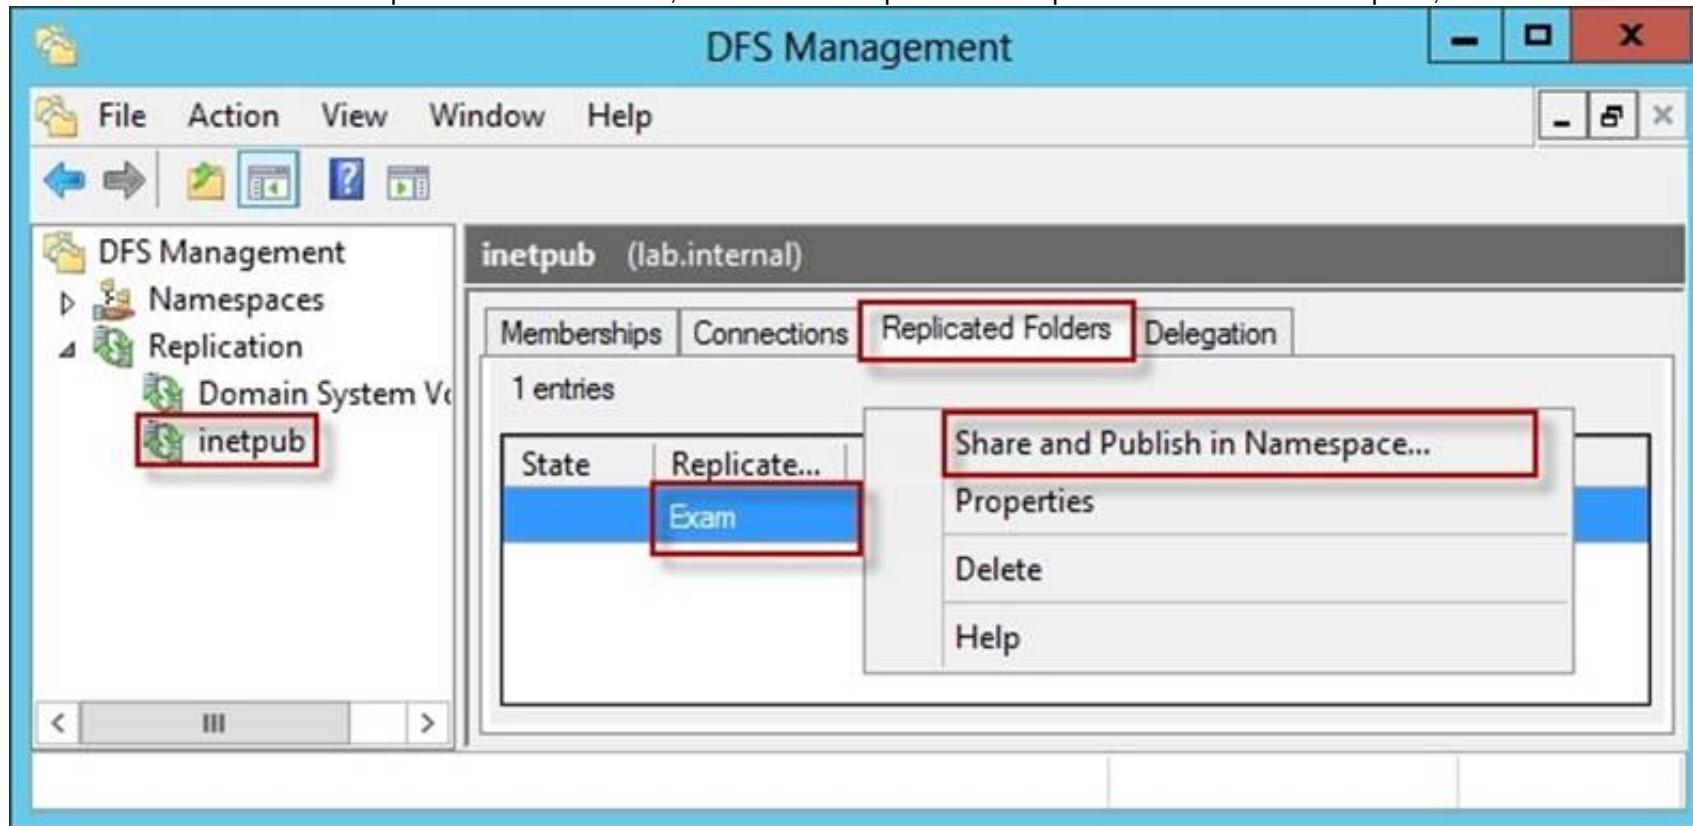 DFS Management
File Action View Window Help
DFS Management
Namespaces
Replication
Domain System Vo
inetpub
inetpub (lab.internal)
Memberships Connections Replicated Folders Delegation
1 entries
State Replicate...
Exam
Share and Publish in Namespace...
Properties
Delete
Help